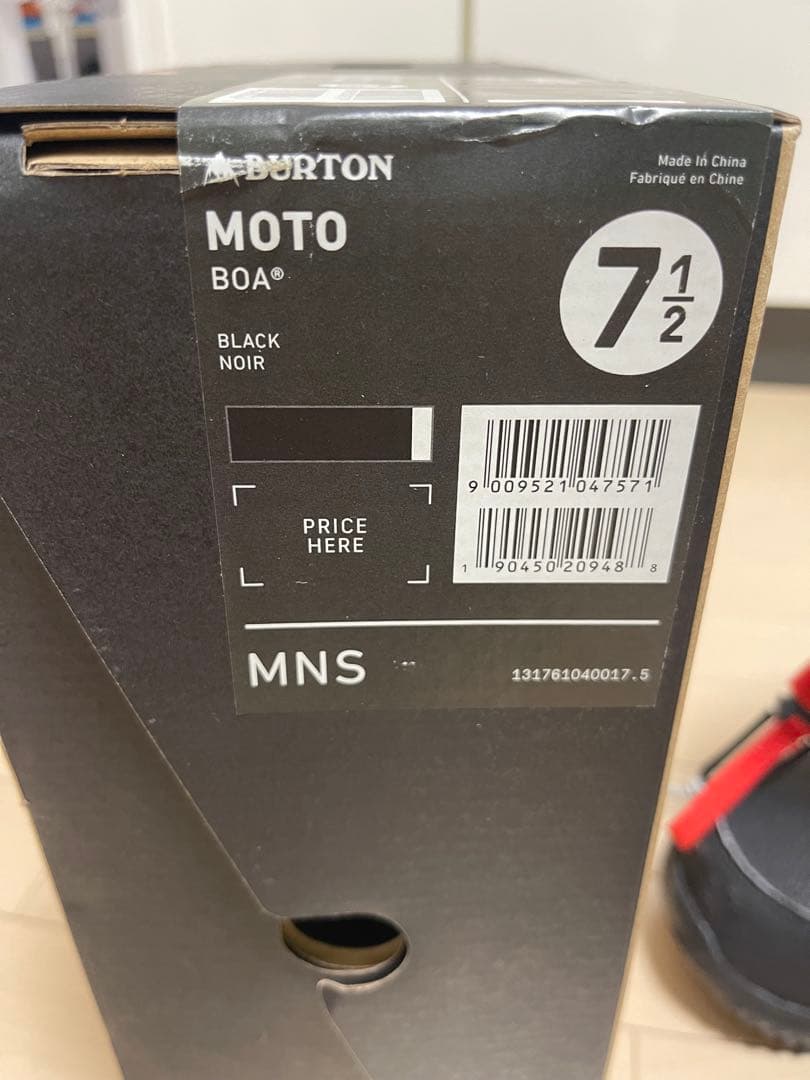 BURTON
Made In China
Fabriqué en Chine
MOTO
BOA®
7 1/2
BLACK
NOIR
9 009521 047571
PRICE
HERE
1 90450 20948 8
MNS
131761040017.5